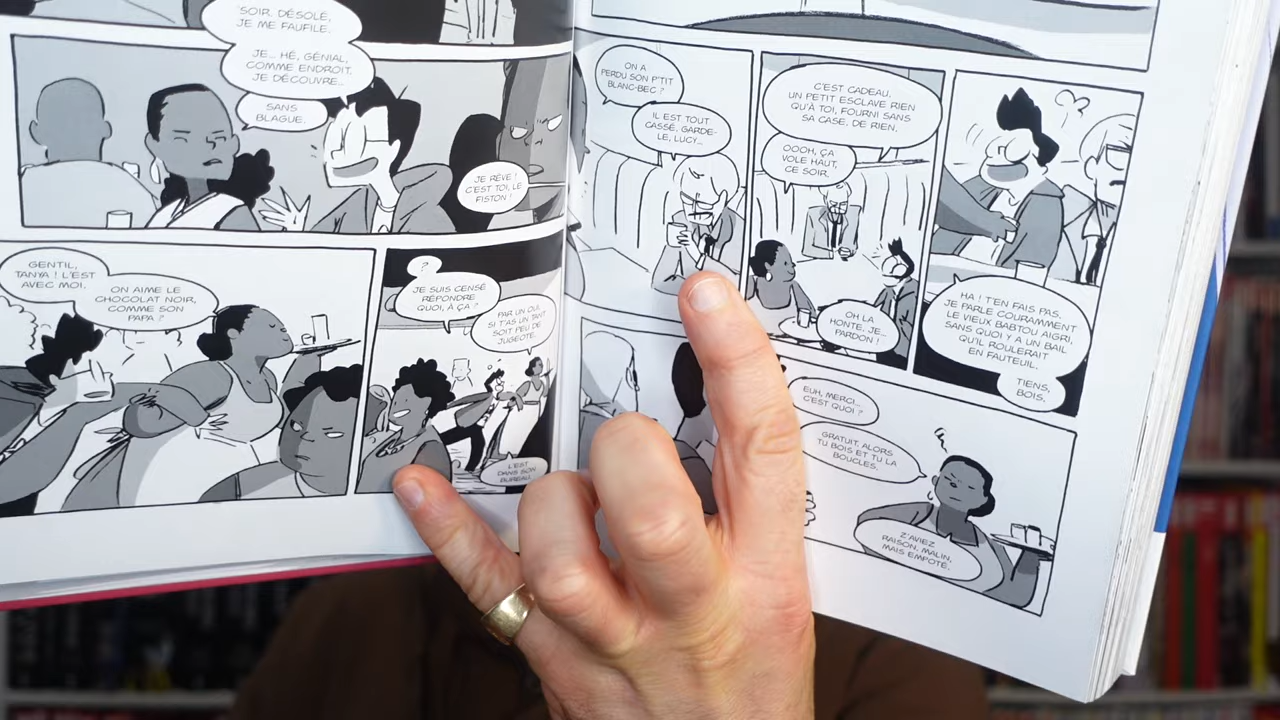 'SOIR. DÉSOLÉ,
JE ME FAUFILE.
JE... HÉ, GÉNIAL,
COMME ENDROIT.
JE DÉCOUVRE...
SANS
BLAGUE.
JE RÊVE !
C'EST TOI, LE
FISTON !
GENTIL,
TANYA ! L'EST
AVEC MOI.
ON AIME LE
CHOCOLAT NOIR,
COMME SON
PAPA ?
?
JE SUIS CENSÉ
RÉPONDRE
QUOI, À ÇA ?
PAR UN OUI,
SI T'AS UN TANT
SOIT PEU DE
JUGEOTE.
L'EST
DANS SON
BUREAU.
ON A
PERDU SON P'TIT
BLANC-BEC ?
IL EST TOUT
CASSÉ, GARDE-
LE, LUCY...
C'EST CADEAU.
UN PETIT ESCLAVE RIEN
QU'À TOI, FOURNI SANS
SA CASE. DE RIEN.
OOOH, ÇA
VOLE HAUT,
CE SOIR.
OH LA
HONTE. JE...
PARDON !
HA ! T'EN FAIS PAS,
JE PARLE COURAMMENT
LE VIEUX BABTOU AIGRI,
SANS QUOI Y A UN BAIL
QU'IL ROULERAIT
EN FAUTEUIL.
TIENS,
BOIS.
EUH, MERCI...
C'EST QUOI ?
GRATUIT. ALORS
TU BOIS ET TU LA
BOUCLES.
Z'AVIEZ
RAISON. MALIN,
MAIS EMPOTÉ.